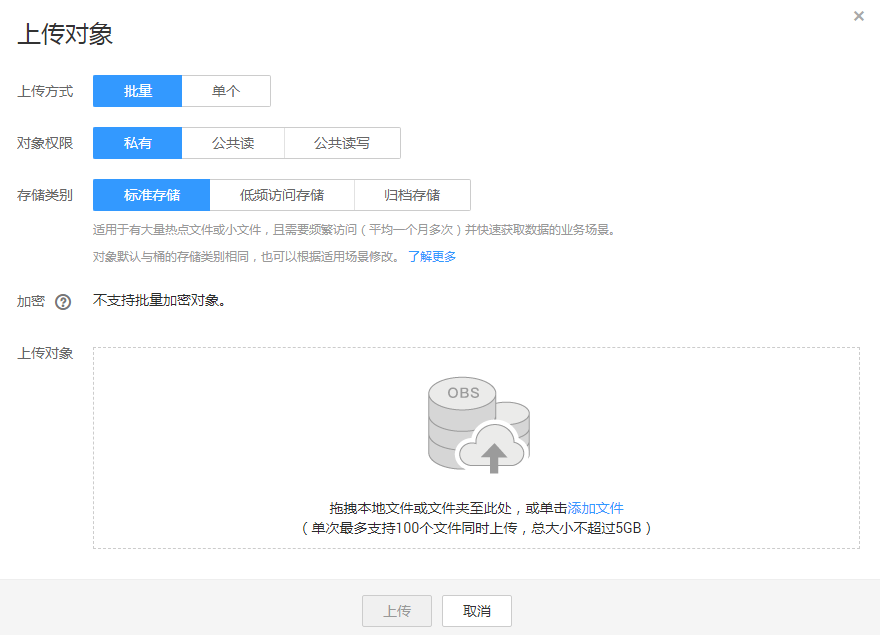 上传对象
上传方式 批量 单个
对象权限 私有 公共读 公共读写
存储类别 标准存储 低频访问存储 归档存储
适用于有大量热点文件或小文件，且需要频繁访问（平均一个月多次）并快速获取数据的业务场景。
对象默认与桶的存储类别相同，也可以根据适用场景修改。 了解更多
加密 ? 不支持批量加密对象。
上传对象
OBS
拖拽本地文件或文件夹至此处，或单击添加文件
（单次最多支持100个文件同时上传，总大小不超过5GB）
上传 取消